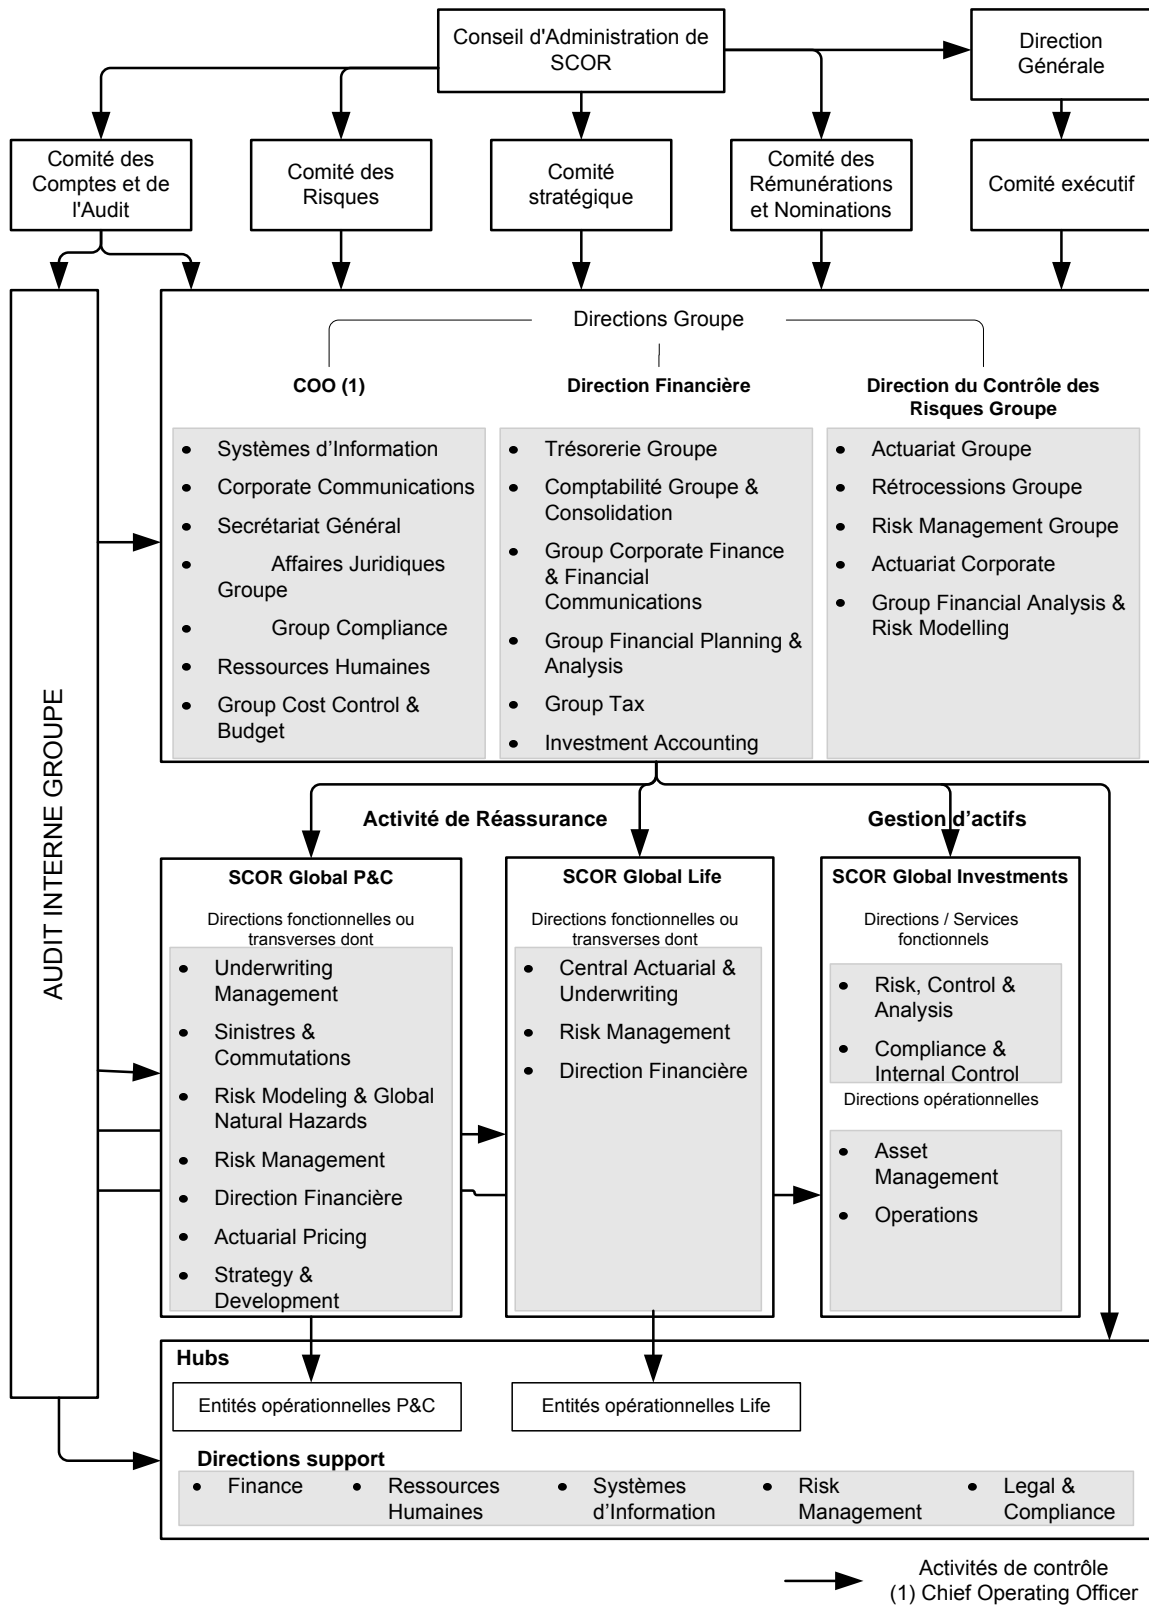 Conseil d'Administration de
SCOR
Direction
Générale
Comité des
Comptes et de
l'Audit
Comité des
Risques
Comité
stratégique
Comité des
Rémunérations
et Nominations
Comité exécutif
AUDIT INTERNE GROUPE
Directions Groupe
COO (1)
• Systèmes d’Information
• Corporate Communications
• Secrétariat Général
• Affaires Juridiques
Groupe
• Group Compliance
• Ressources Humaines
• Group Cost Control &
Budget
Direction Financière
• Trésorerie Groupe
• Comptabilité Groupe &
Consolidation
• Group Corporate Finance
& Financial
Communications
• Group Financial Planning &
Analysis
• Group Tax
• Investment Accounting
Direction du Contrôle des
Risques Groupe
• Actuariat Groupe
• Rétrocessions Groupe
• Risk Management Groupe
• Actuariat Corporate
• Group Financial Analysis &
Risk Modelling
Activité de Réassurance
Gestion d’actifs
SCOR Global P&C
Directions fonctionnelles ou
transverses dont
• Underwriting
Management
• Sinistres &
Commutations
• Risk Modeling & Global
Natural Hazards
• Risk Management
• Direction Financière
• Actuarial Pricing
• Strategy &
Development
SCOR Global Life
Directions fonctionnelles ou
transverses dont
• Central Actuarial &
Underwriting
• Risk Management
• Direction Financière
SCOR Global Investments
Directions / Services
fonctionnels
• Risk, Control &
Analysis
• Compliance &
Internal Control
Directions opérationnelles
• Asset
Management
• Operations
Hubs
Entités opérationnelles P&C
Entités opérationnelles Life
Directions support
• Finance
• Ressources
Humaines
• Systèmes
d’Information
• Risk
Management
• Legal &
Compliance
Activités de contrôle
(1) Chief Operating Officer